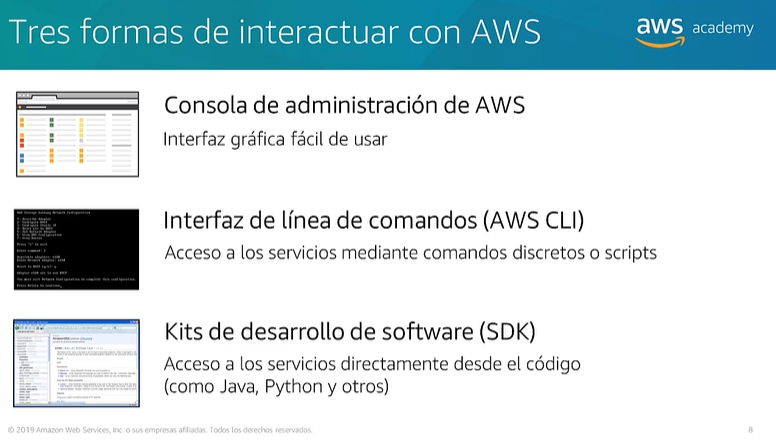 Tres formas de interactuar con AWS
aws academy
Consola de administración de AWS
Interfaz gráfica fácil de usar
Interfaz de línea de comandos (AWS CLI)
Acceso a los servicios mediante comandos discretos o scripts
Kits de desarrollo de software (SDK)
Acceso a los servicios directamente desde el código
(como Java, Python y otros)
© 2019 Amazon Web Services, Inc. o sus empresas afiliadas. Todos los derechos reservados.
8